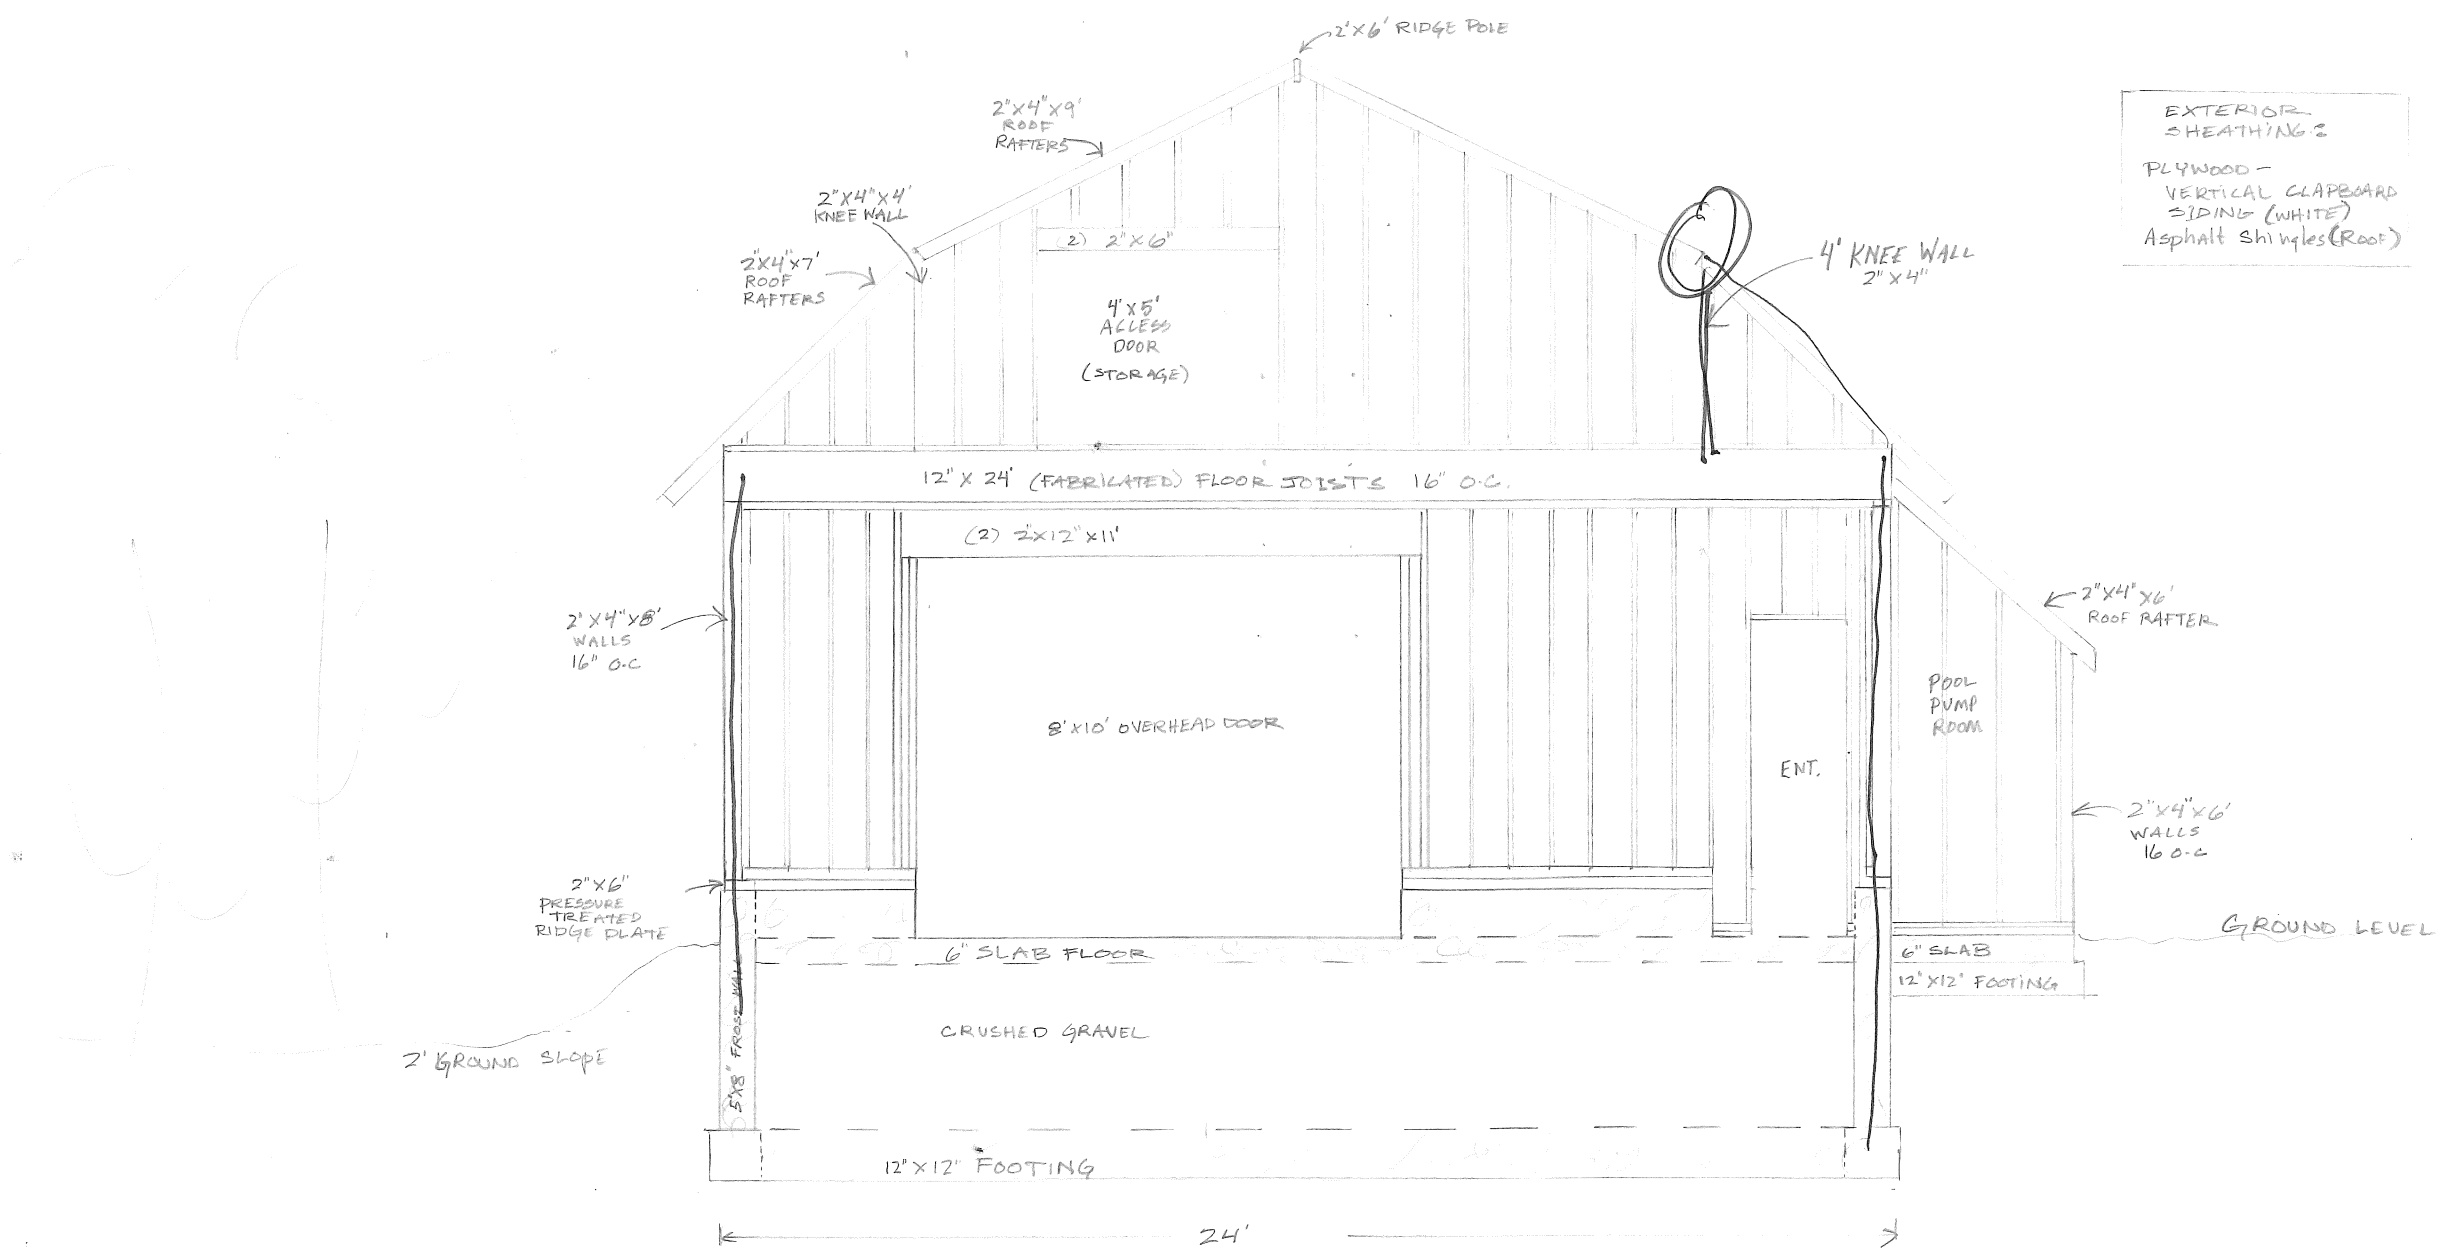 2'X6' RIDGE POLE
2"X4"X9'
ROOF
RAFTERS
EXTERIOR
SHEATHING:
PLYWOOD -
VERTICAL CLAPBOARD
SIDING (WHITE)
Asphalt Shingles (ROOF)
2"X4"X4'
KNEE WALL
2"X4"X7'
ROOF
RAFTERS
(2) 2"X6"
4' KNEE WALL
2"X4"
4'X5'
ACCESS
DOOR
(STORAGE)
12" X 24' (FABRICATED) FLOOR JOISTS 16" O.C.
(2) 2"X12"X11'
2'X4"X8'
WALLS
16" O.C
2"X4"X6'
ROOF RAFTER
8'X10' OVERHEAD DOOR
POOL
PUMP
ROOM
ENT.
2"X4"X6'
WALLS
16 O-C
2"X6"
PRESSURE
TREATED
RIDGE PLATE
6" SLAB FLOOR
GROUND LEVEL
6" SLAB
12"X12" FOOTING
5'X8" FROST WALL
CRUSHED GRAVEL
2' GROUND SLOPE
12"X12" FOOTING
24'